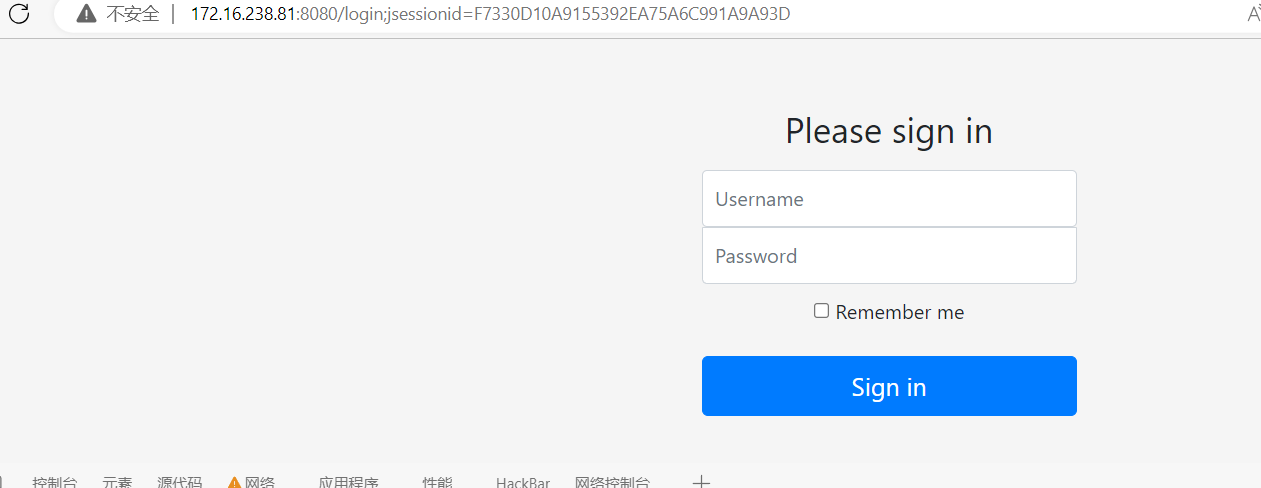 不安全 | 172.16.238.81:8080/login;jsessionid=F7330D10A9155392EA75A6C991A9A93D
Please sign in
Username
Password
Remember me
Sign in
控制台 元素 源代码 网络 应用程序 性能 HackBar 网络控制台